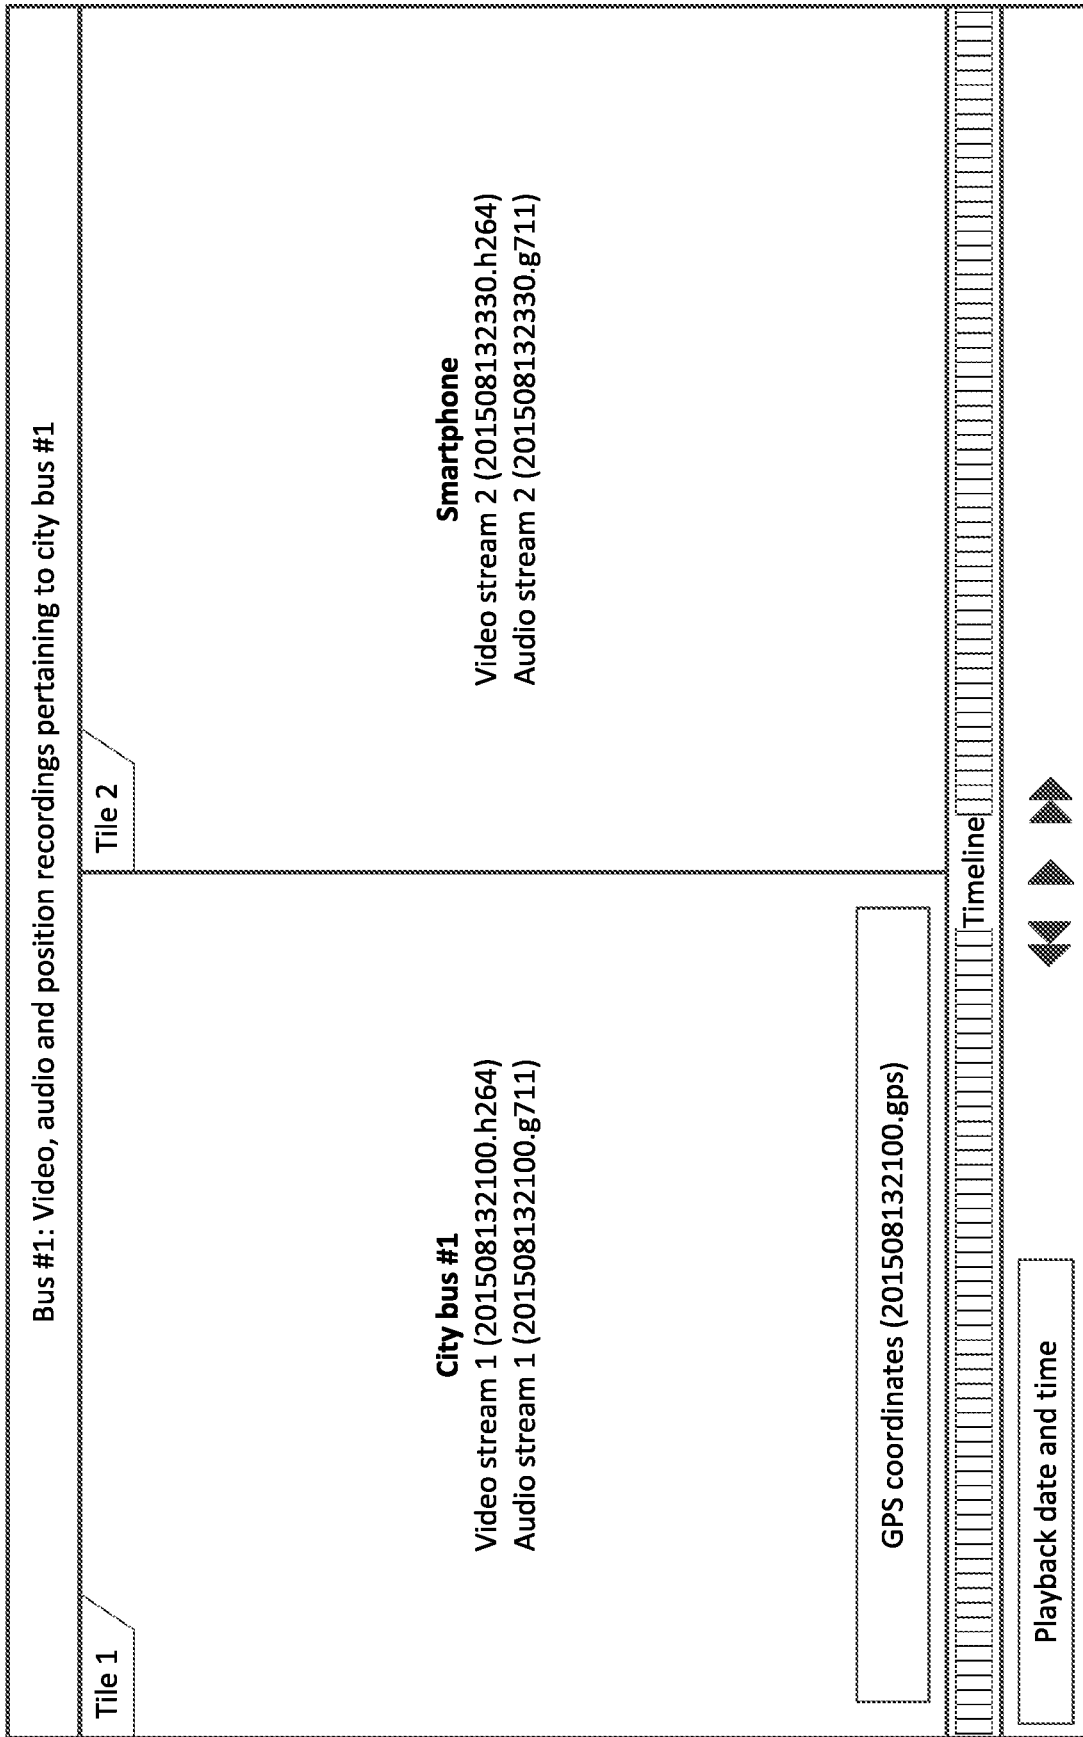 Bus #1: Video, audio and position recordings pertaining to city bus #1
Tile 1
City bus #1
Video stream 1 (201508132100.h264)
Audio stream 1 (201508132100.g711)
GPS coordinates (201508132100.gps)
Tile 2
Smartphone
Video stream 2 (201508132330.h264)
Audio stream 2 (201508132330.g711)
Timeline
Playback date and time